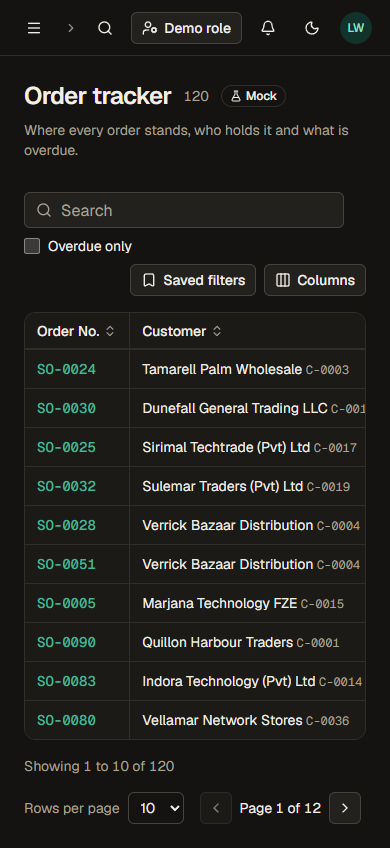 Demo role
LW
Order tracker 120 Mock
Where every order stands, who holds it and what is
overdue.
Search
Overdue only
Saved filters Columns
Order No. Customer
SO-0024 Tamarell Palm Wholesale C-0003
SO-0030 Dunefall General Trading LLC C-001
SO-0025 Sirimal Techtrade (Pvt) Ltd C-0017
SO-0032 Sulemar Traders (Pvt) Ltd C-0019
SO-0028 Verrick Bazaar Distribution C-0004
SO-0051 Verrick Bazaar Distribution C-0004
SO-0005 Marjana Technology FZE C-0015
SO-0090 Quillon Harbour Traders C-0001
SO-0083 Indora Technology (Pvt) Ltd C-0014
SO-0080 Vellamar Network Stores C-0036
Showing 1 to 10 of 120
Rows per page 10 Page 1 of 12